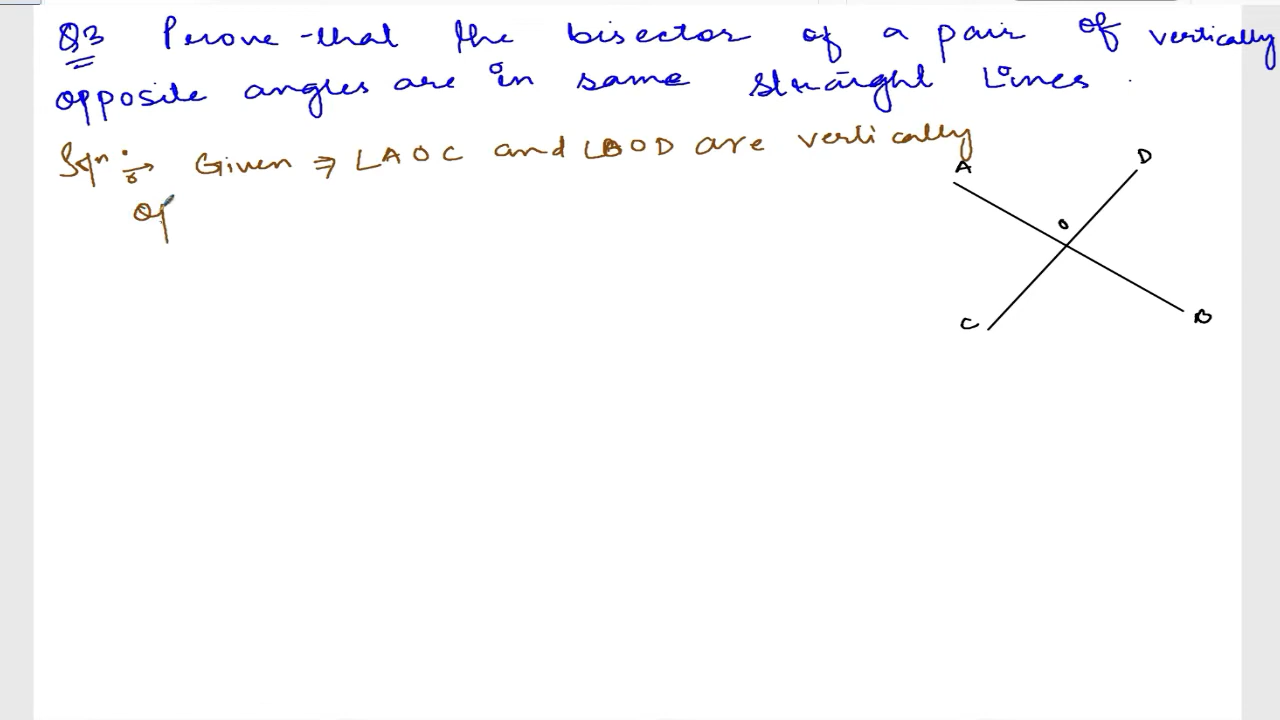 Q3 Prove that the bisector of a pair of vertically
opposite angles are in same straight Lines.
Solⁿ :→ Given ⇒ ∠AOC and ∠BOD are vertically
Op
A
D
O
C
B